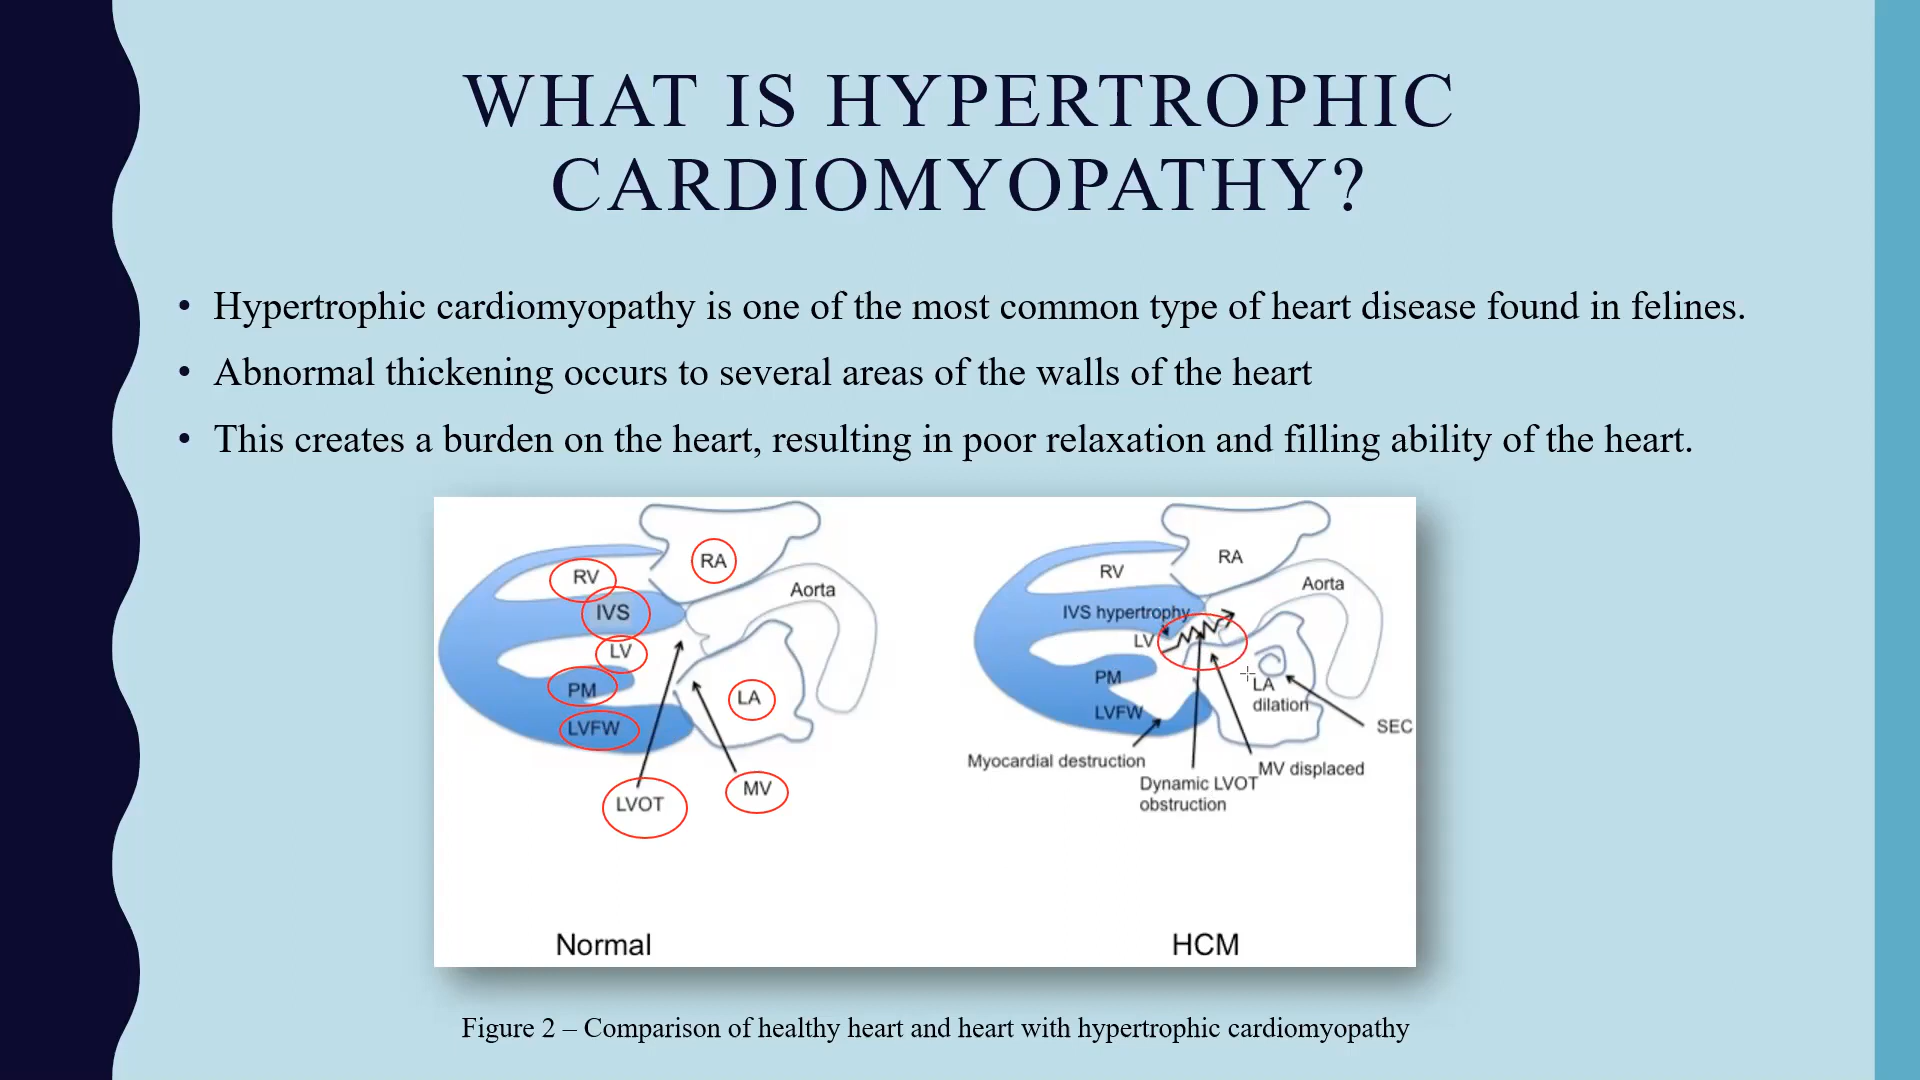 WHAT IS HYPERTROPHIC
CARDIOMYOPATHY?
• Hypertrophic cardiomyopathy is one of the most common type of heart disease found in felines.
• Abnormal thickening occurs to several areas of the walls of the heart
• This creates a burden on the heart, resulting in poor relaxation and filling ability of the heart.
RA
RV
Aorta
IVS
LV
PM
LA
LVFW
MV
LVOT
Normal
RA
RV
Aorta
IVS hypertrophy
LV
PM
LA
dilation
LVFW
SEC
Myocardial destruction
MV displaced
Dynamic LVOT
obstruction
HCM
Figure 2 – Comparison of healthy heart and heart with hypertrophic cardiomyopathy